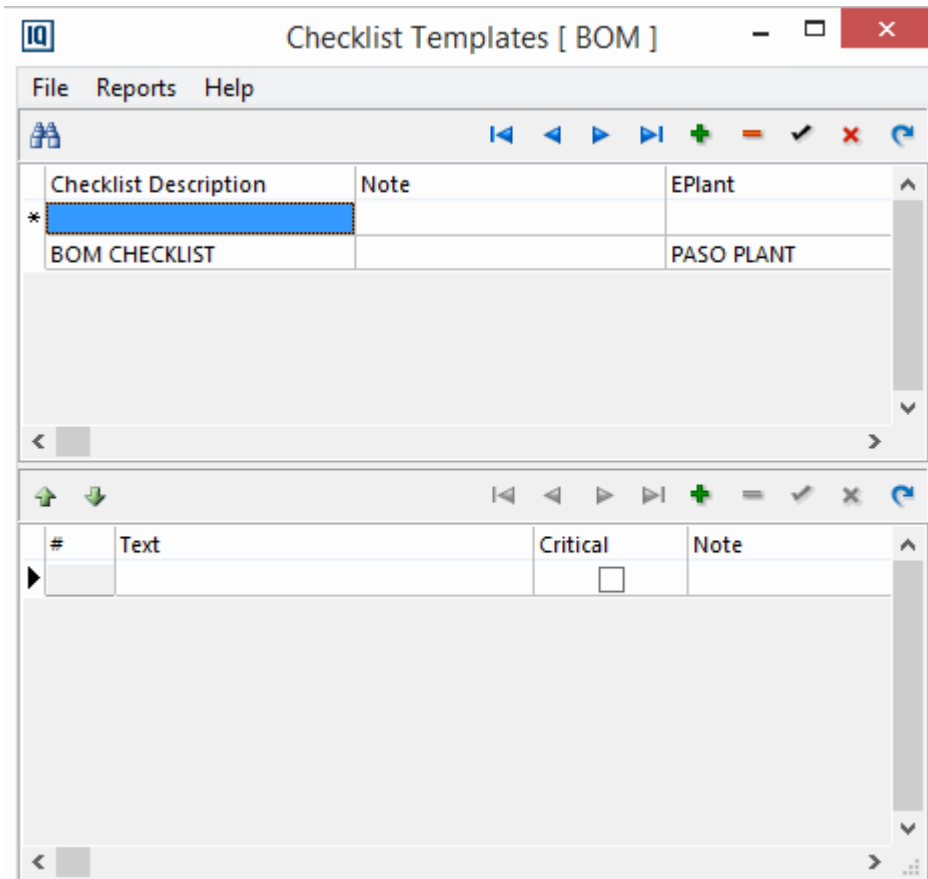 IQ Checklist Templates [ BOM ]
File Reports Help
Checklist Description Note EPlant
*
BOM CHECKLIST PASO PLANT
# Text Critical Note